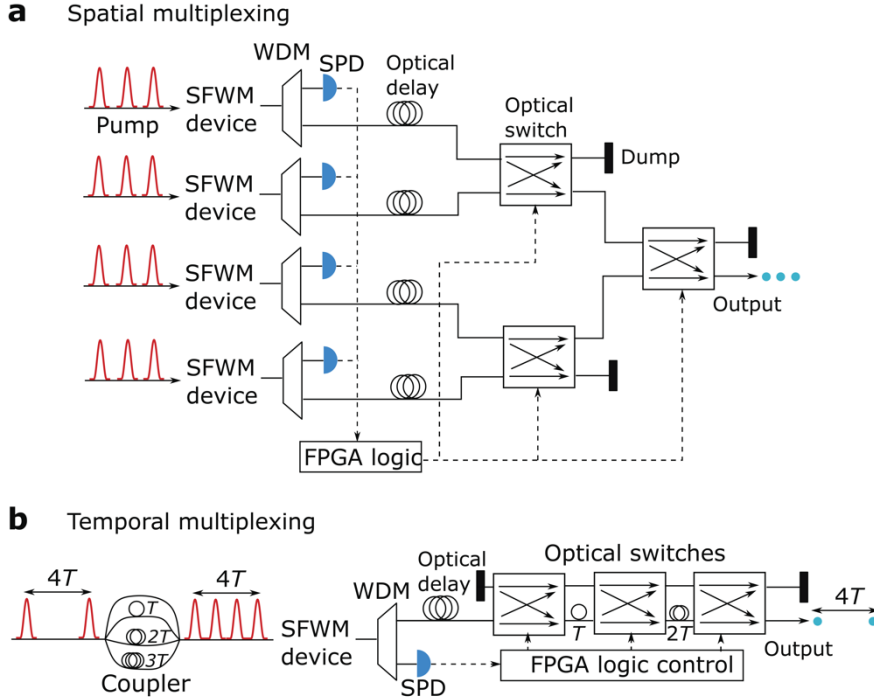 a Spatial multiplexing
WDM
SPD
Optical
delay
Pump
SFWM
device
Optical
switch
Dump
SFWM
device
SFWM
device
Output
SFWM
device
FPGA logic
b Temporal multiplexing
4T
4T
T
2T
3T
Coupler
SFWM
device
WDM
Optical
delay
SPD
Optical switches
T
2T
FPGA logic control
4T
Output